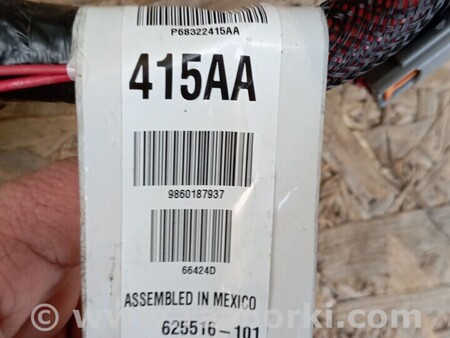 P68322415AA
415AA
9860187937
66424D
ASSEMBLED IN MEXICO
625516-101